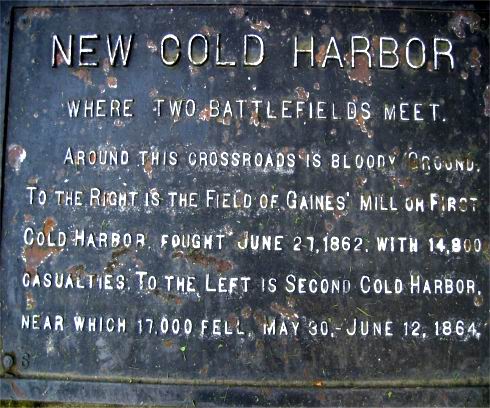 NEW COLD HARBOR
WHERE TWO BATTLEFIELDS MEET.
AROUND THIS CROSSROADS IS BLOODY GROUND.
TO THE RIGHT IS THE FIELD OF GAINES' MILL OR FIRST
COLD HARBOR, FOUGHT JUNE 27, 1862, WITH 14,800
CASUALTIES. TO THE LEFT IS SECOND COLD HARBOR,
NEAR WHICH 17,000 FELL, MAY 30,-JUNE 12, 1864.